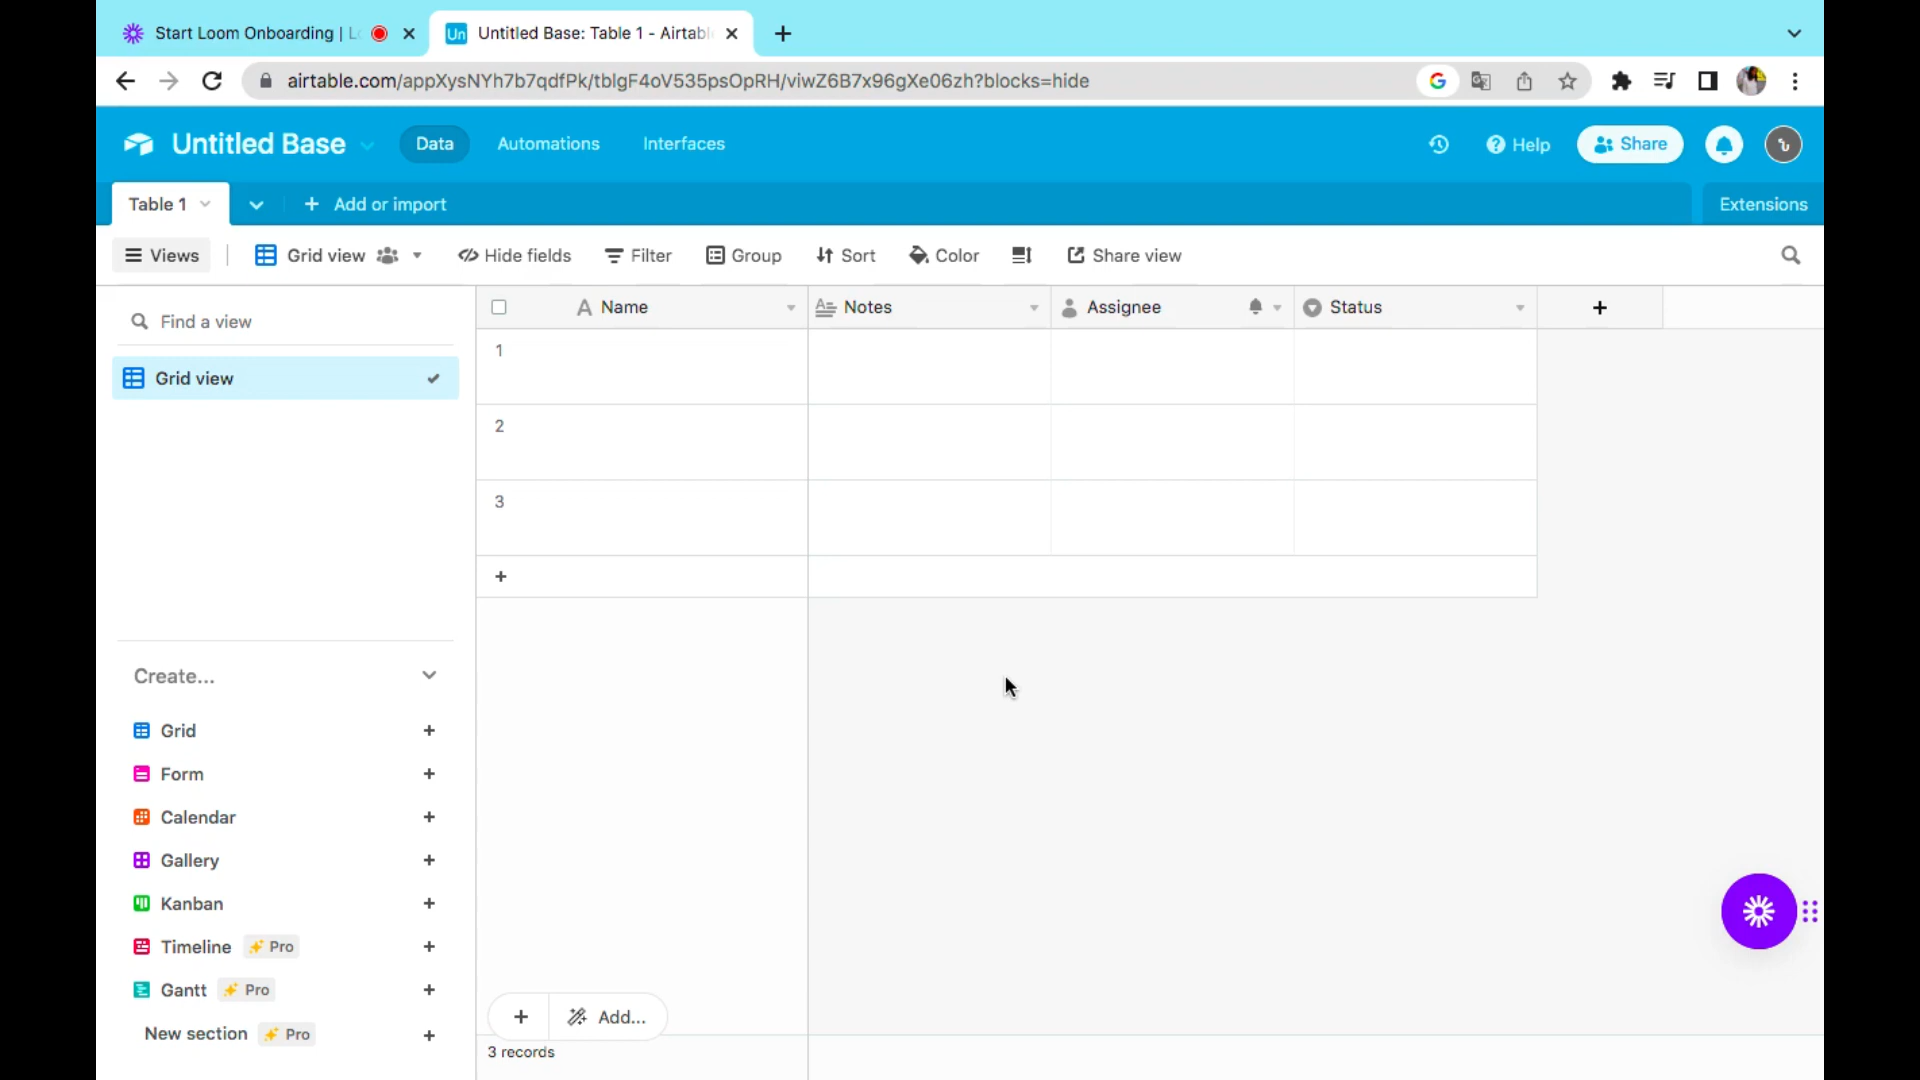 Start Loom Onboarding | L
Un Untitled Base: Table 1 - Airtabl
airtable.com/appXysNYh7b7qdfPk/tblgF4oV535psOpRH/viwZ6B7x96gXe06zh?blocks=hide
Untitled Base Data Automations Interfaces Help Share
Table 1 Add or import Extensions
Views Grid view Hide fields Filter Group Sort Color Share view
Find a view
Grid view
Name Notes Assignee Status
1
2
3
Create...
Grid
Form
Calendar
Gallery
Kanban
Timeline Pro
Gantt Pro
New section Pro
Add...
3 records